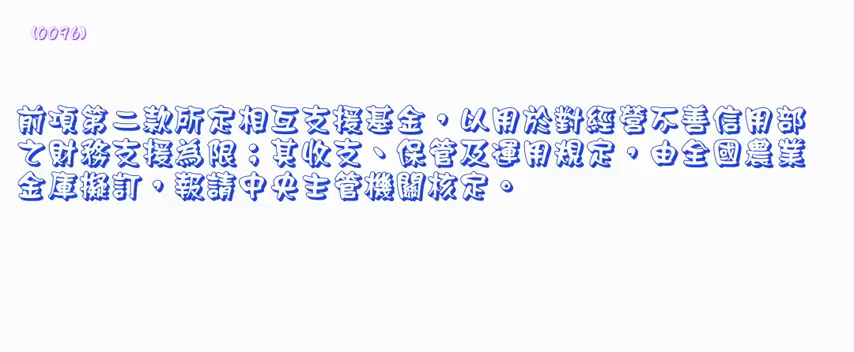 (0096)
前項第二款所定相互支援基金，以用於對經營不善信用部
之財務支援為限；其收支、保管及運用規定，由全國農業
金庫擬訂，報請中央主管機關核定。